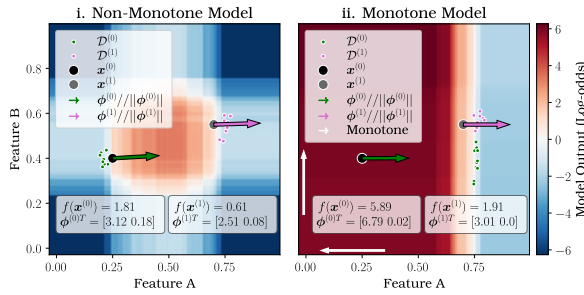 i. Non-Monotone Model
ii. Monotone Model
Feature B
1.0
0.8
0.6
0.4
0.2
0.0
𝒟⁽⁰⁾
𝒟⁽¹⁾
x⁽⁰⁾
x⁽¹⁾
ϕ⁽⁰⁾//||ϕ⁽⁰⁾||
ϕ⁽¹⁾//||ϕ⁽¹⁾||
f(x⁽⁰⁾) = 1.81
ϕ⁽⁰⁾ᵀ = [3.12 0.18]
f(x⁽¹⁾) = 0.61
ϕ⁽¹⁾ᵀ = [2.51 0.08]
0.00 0.25 0.50 0.75
Feature A
𝒟⁽⁰⁾
𝒟⁽¹⁾
x⁽⁰⁾
x⁽¹⁾
ϕ⁽⁰⁾//||ϕ⁽⁰⁾||
ϕ⁽¹⁾//||ϕ⁽¹⁾||
Monotone
f(x⁽⁰⁾) = 5.89
ϕ⁽⁰⁾ᵀ = [6.79 0.02]
f(x⁽¹⁾) = 1.91
ϕ⁽¹⁾ᵀ = [3.01 0.0]
0.00 0.25 0.50 0.75
Feature A
6
4
2
0
−2
−4
−6
Model Output (Log-odds)